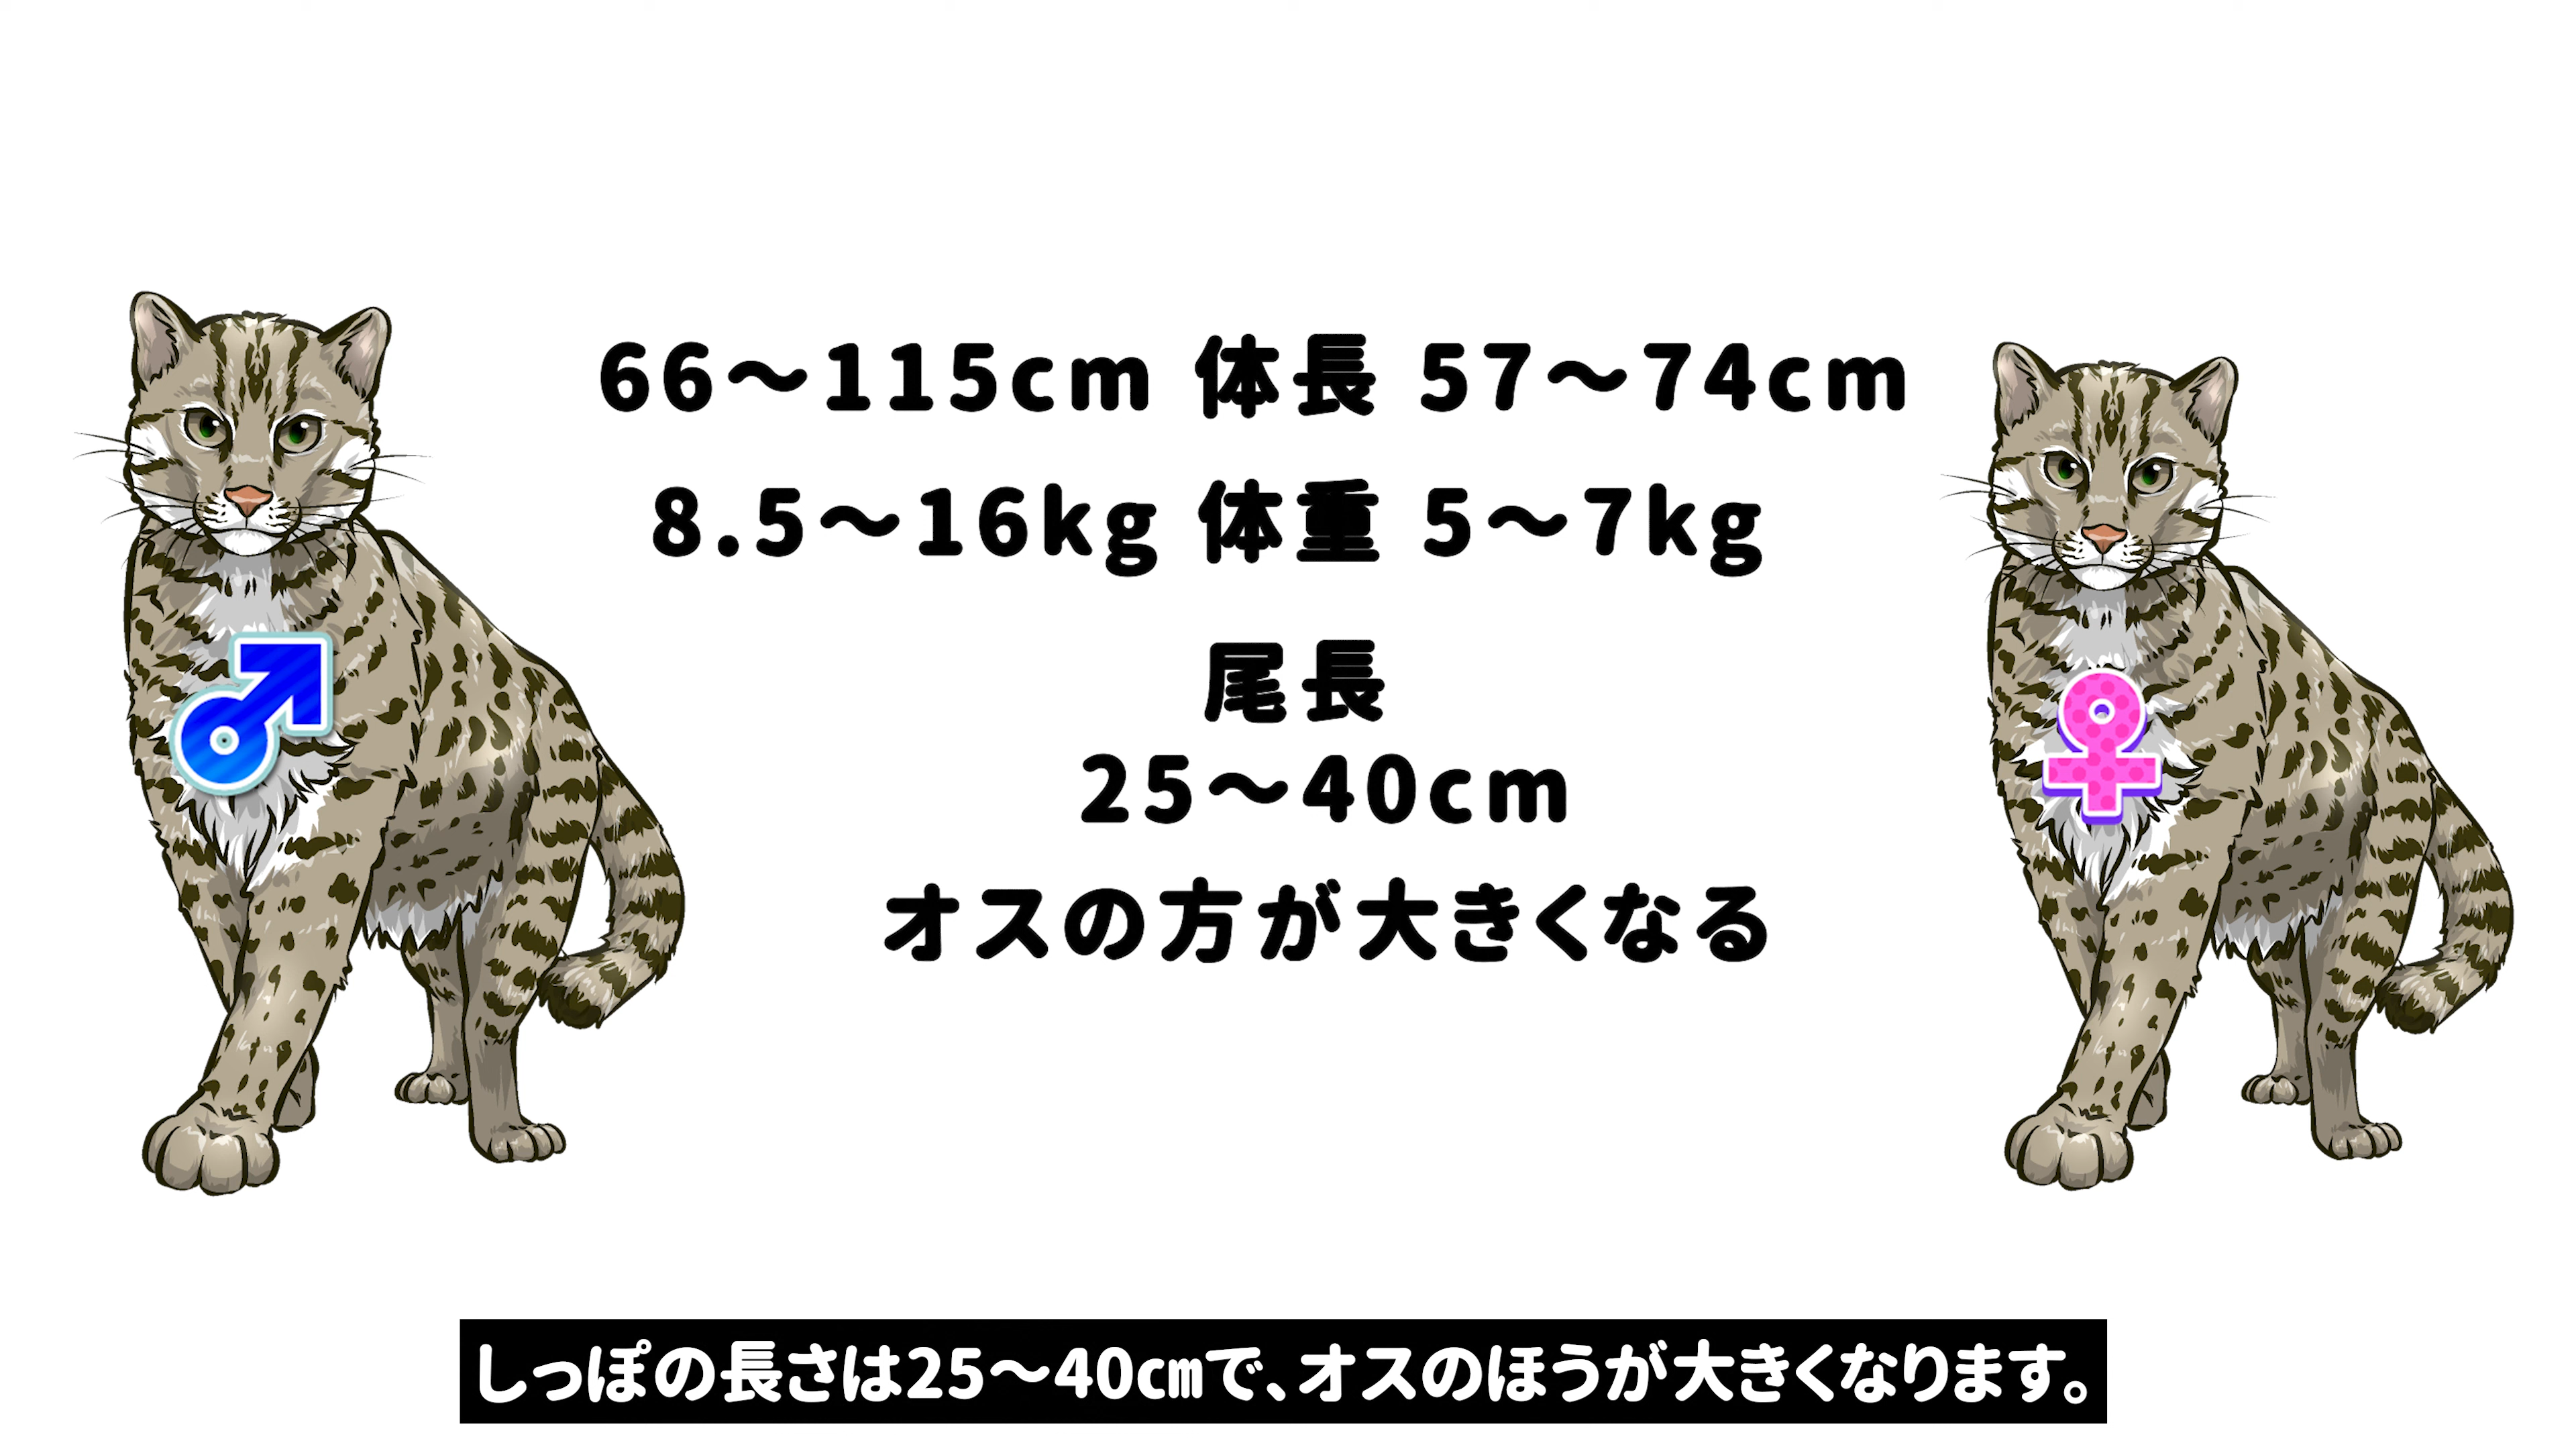 66～115cm 体長 57～74cm
8.5～16kg 体重 5～7kg
尾長
25～40cm
オスの方が大きくなる
しっぽの長さは25～40㎝で、オスのほうが大きくなります。